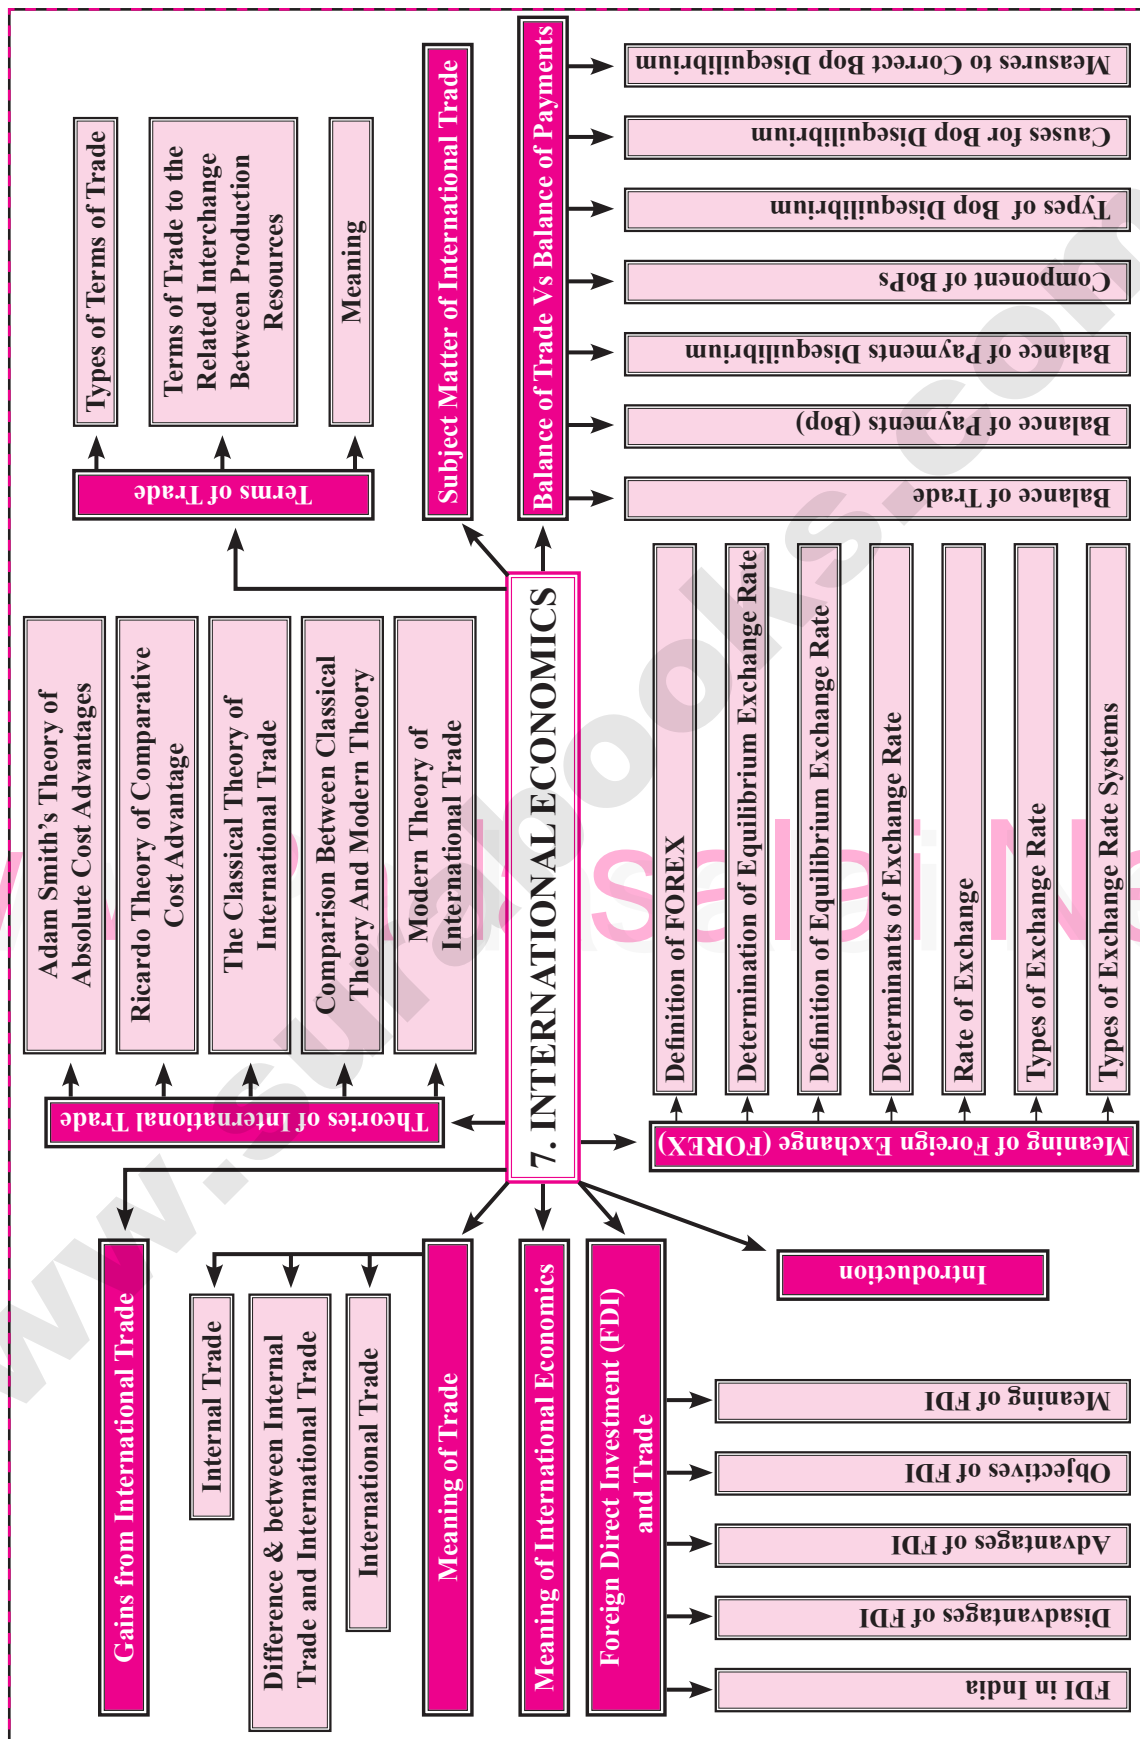 7. INTERNATIONAL ECONOMICS
Gains from International Trade
Meaning of Trade
Internal Trade
Difference & between Internal
Trade and International Trade
International Trade
Meaning of International Economics
Foreign Direct Investment (FDI)
and Trade
Meaning of FDI
Objectives of FDI
Advantages of FDI
Disadvantages of FDI
FDI in India
Introduction
Theories of International Trade
Adam Smith's Theory of
Absolute Cost Advantages
Ricardo Theory of Comparative
Cost Advantage
The Classical Theory of
International Trade
Comparison Between Classical
Theory And Modern Theory
Modern Theory of
International Trade
Meaning of Foreign Exchange (FOREX)
Definition of FOREX
Determination of Equilibrium Exchange Rate
Definition of Equilibrium Exchange Rate
Determinants of Exchange Rate
Rate of Exchange
Types of Exchange Rate
Types of Exchange Rate Systems
Terms of Trade
Types of Terms of Trade
Terms of Trade to the
Related Interchange
Between Production
Resources
Meaning
Subject Matter of International Trade
Balance of Trade Vs Balance of Payments
Measures to Correct Bop Disequilibrium
Causes for Bop Disequilibrium
Types of Bop Disequilibrium
Component of BoPs
Balance of Payments Disequilibrium
Balance of Payments (Bop)
Balance of Trade
www.surabooks.com